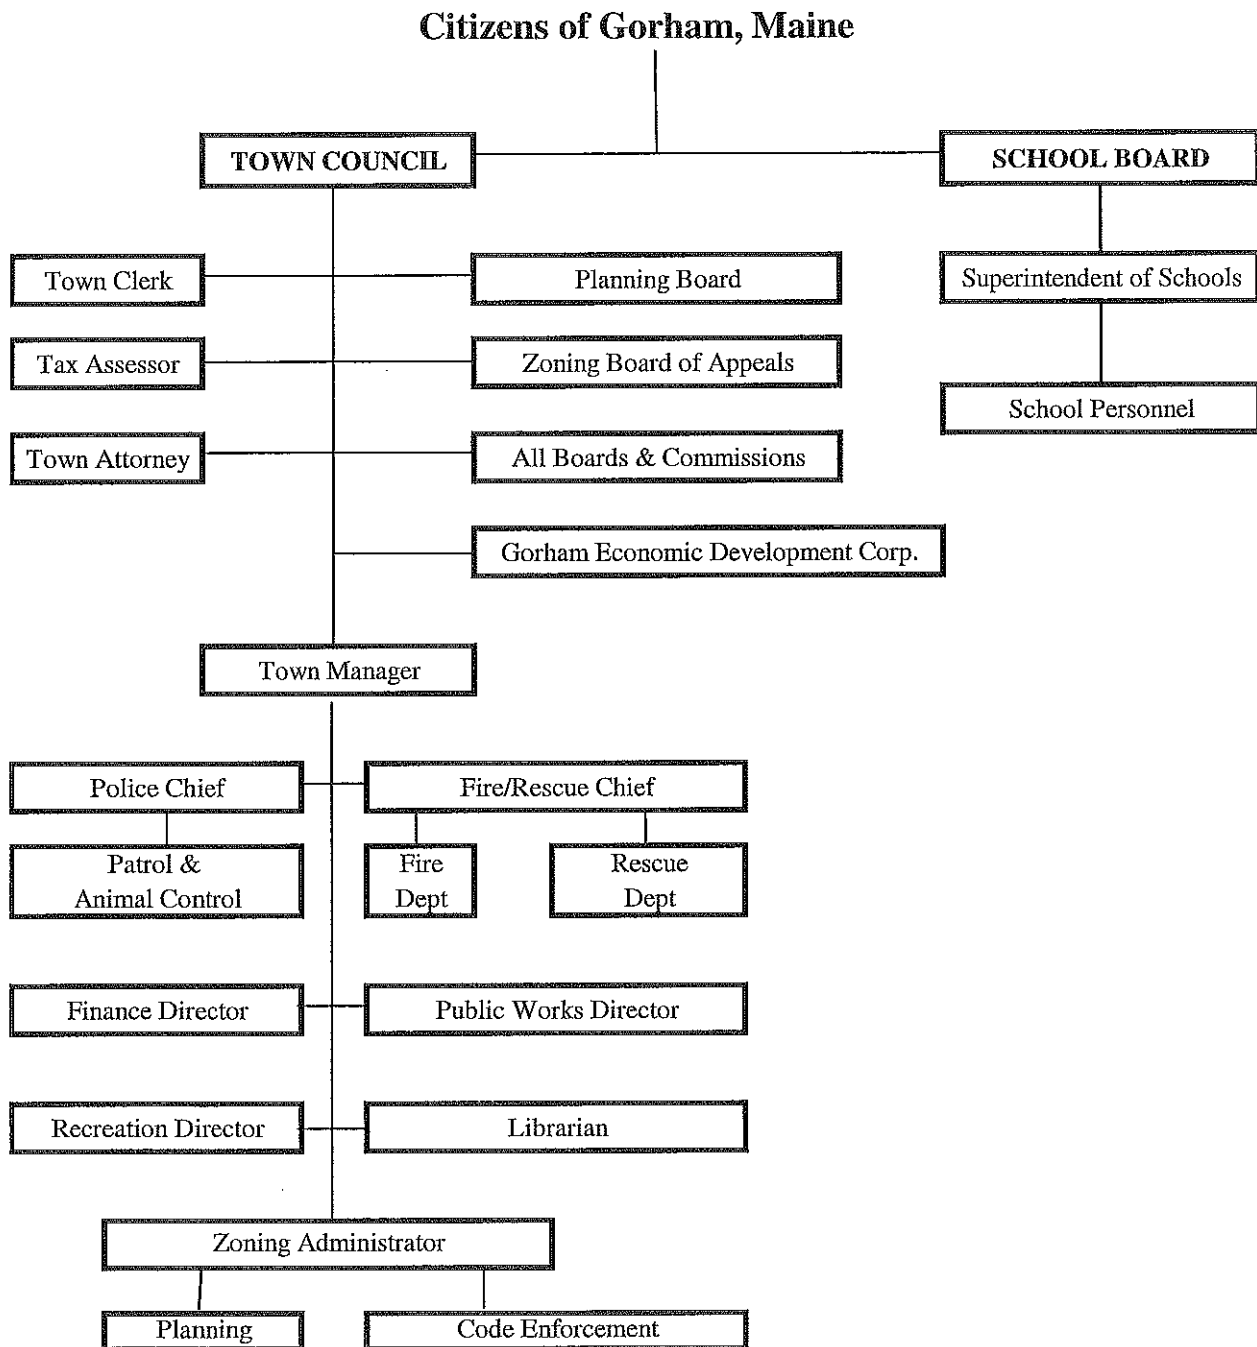 Citizens of Gorham, Maine
TOWN COUNCIL
SCHOOL BOARD
Town Clerk
Planning Board
Superintendent of Schools
Tax Assessor
Zoning Board of Appeals
School Personnel
Town Attorney
All Boards & Commissions
Gorham Economic Development Corp.
Town Manager
Police Chief
Fire/Rescue Chief
Patrol &
Animal Control
Fire
Dept
Rescue
Dept
Finance Director
Public Works Director
Recreation Director
Librarian
Zoning Administrator
Planning
Code Enforcement